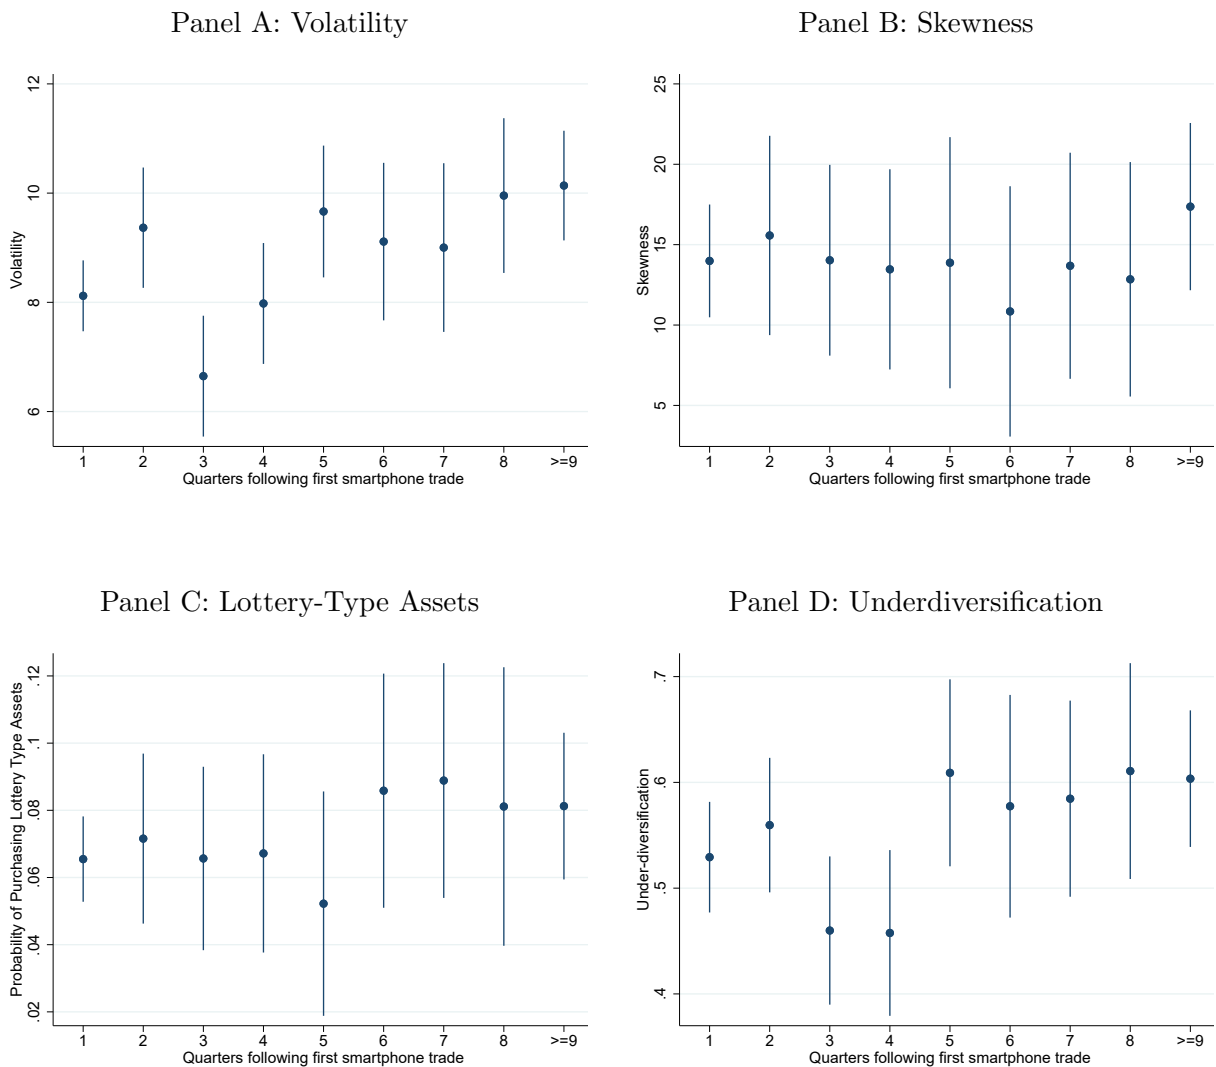 Panel A: Volatility
12
10
8
6
Volatility
1 2 3 4 5 6 7 8 >=9
Quarters following first smartphone trade
Panel B: Skewness
25
20
15
10
5
Skewness
1 2 3 4 5 6 7 8 >=9
Quarters following first smartphone trade
Panel C: Lottery-Type Assets
.12
.1
.08
.06
.04
.02
Probability of Purchasing Lottery Type Assets
1 2 3 4 5 6 7 8 >=9
Quarters following first smartphone trade
Panel D: Underdiversification
.7
.6
.5
.4
Under-diversification
1 2 3 4 5 6 7 8 >=9
Quarters following first smartphone trade